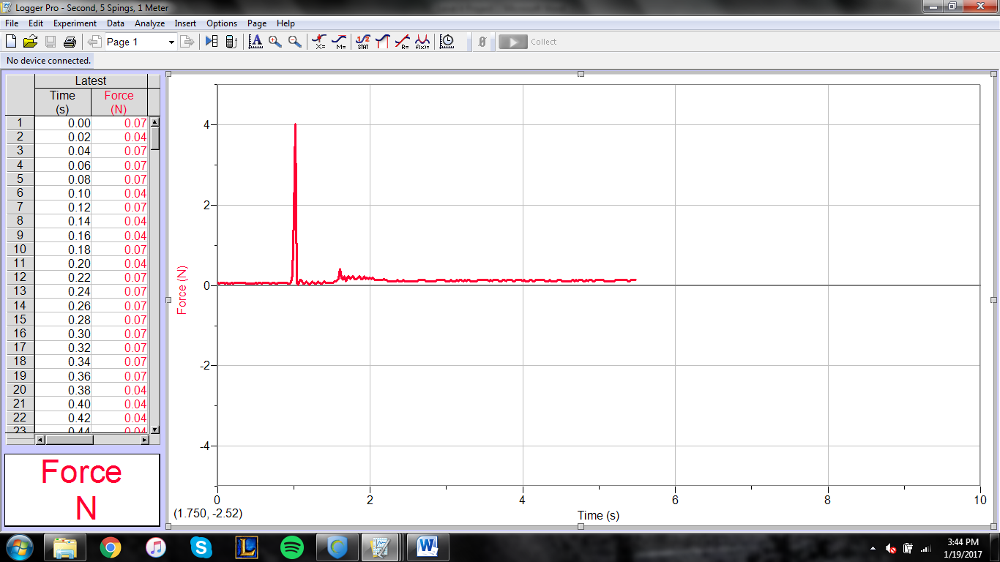 Logger Pro - Second, 5 Spings, 1 Meter
File Edit Experiment Data Analyze Insert Options Page Help
Page 1
X= M= STAT R= f(x)= Collect
No device connected.
Latest
Time Force
(s) (N)
1 0.00 0.07
2 0.02 0.04
3 0.04 0.07
4 0.06 0.07
5 0.08 0.07
6 0.10 0.04
7 0.12 0.07
8 0.14 0.04
9 0.16 0.04
10 0.18 0.07
11 0.20 0.04
12 0.22 0.07
13 0.24 0.07
14 0.26 0.07
15 0.28 0.07
16 0.30 0.07
17 0.32 0.07
18 0.34 0.07
19 0.36 0.07
20 0.38 0.04
21 0.40 0.04
22 0.42 0.04
23 0.44 0.04
Force
N
Force (N)
4
2
0
-2
-4
0 2 4 6 8 10
(1.750, -2.52)
Time (s)
3:44 PM
1/19/2017